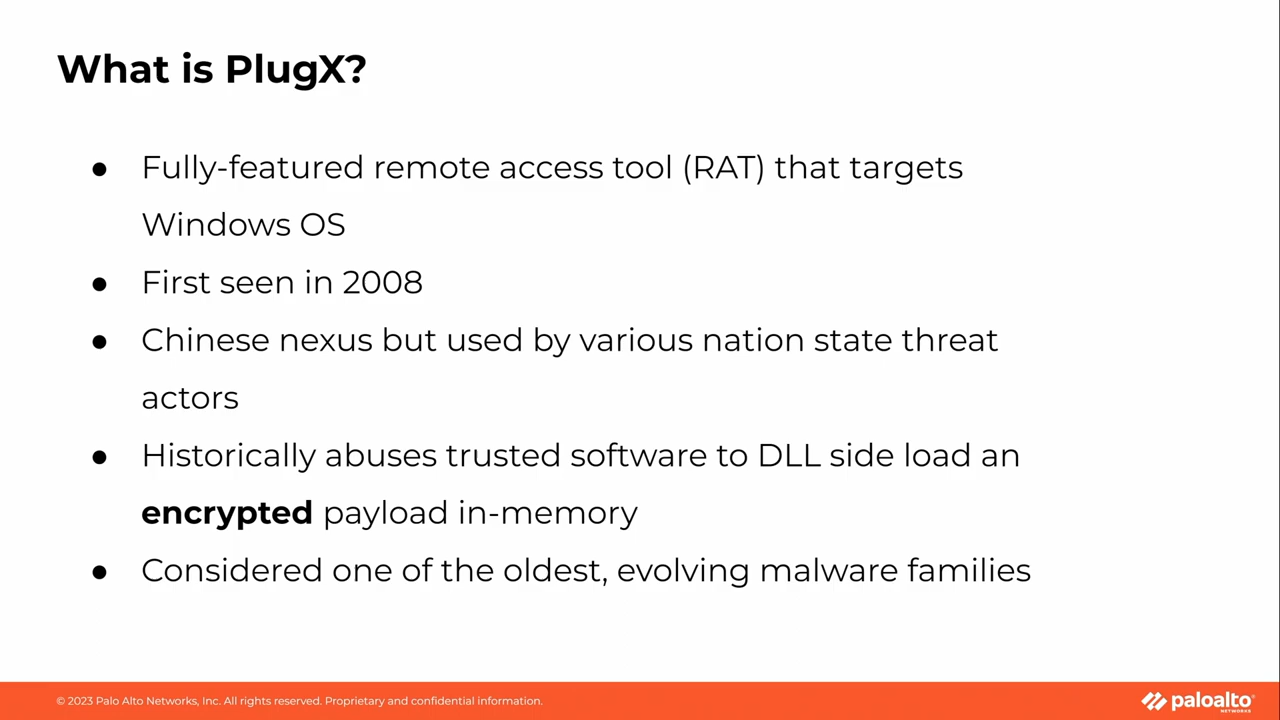 What is PlugX?
● Fully-featured remote access tool (RAT) that targets
Windows OS
● First seen in 2008
● Chinese nexus but used by various nation state threat
actors
● Historically abuses trusted software to DLL side load an
encrypted payload in-memory
● Considered one of the oldest, evolving malware families
© 2023 Palo Alto Networks, Inc. All rights reserved. Proprietary and confidential information.
paloalto
NETWORKS